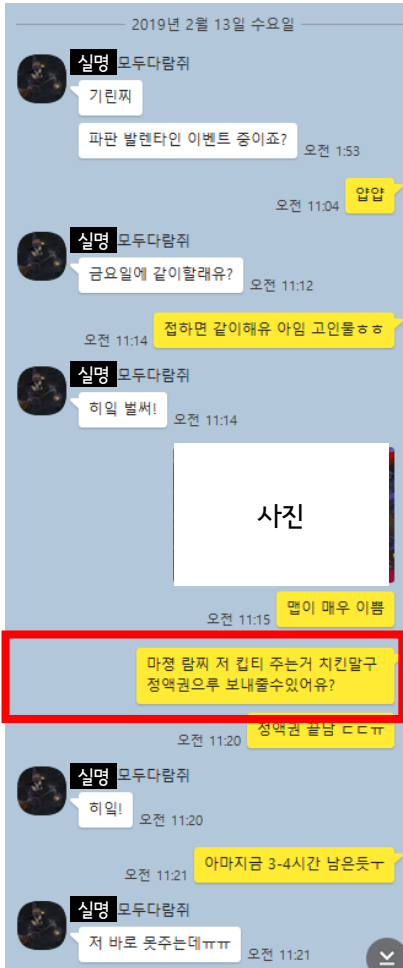 2019년 2월 13일 수요일
실명 모두다람쥐
기린찌
파판 발렌타인 이벤트 중이죠?
오전 1:53
얍얍
오전 11:04
실명 모두다람쥐
금요일에 같이할래유?
오전 11:12
접하면 같이해유 아임 고인물ㅎㅎ
오전 11:14
실명 모두다람쥐
히익 벌써!
오전 11:14
사진
맵이 매우 이쁨
오전 11:15
마졍 람찌 저 킵티 주는거 치킨말구
정액권으루 보내줄수있어유?
정액권 끝남 ㄷㄷㅠ
오전 11:20
실명 모두다람쥐
히잌!
오전 11:20
아마지금 3-4시간 남은듯ㅜ
오전 11:21
실명 모두다람쥐
저 바로 못주는데ㅠㅠ
오전 11:21